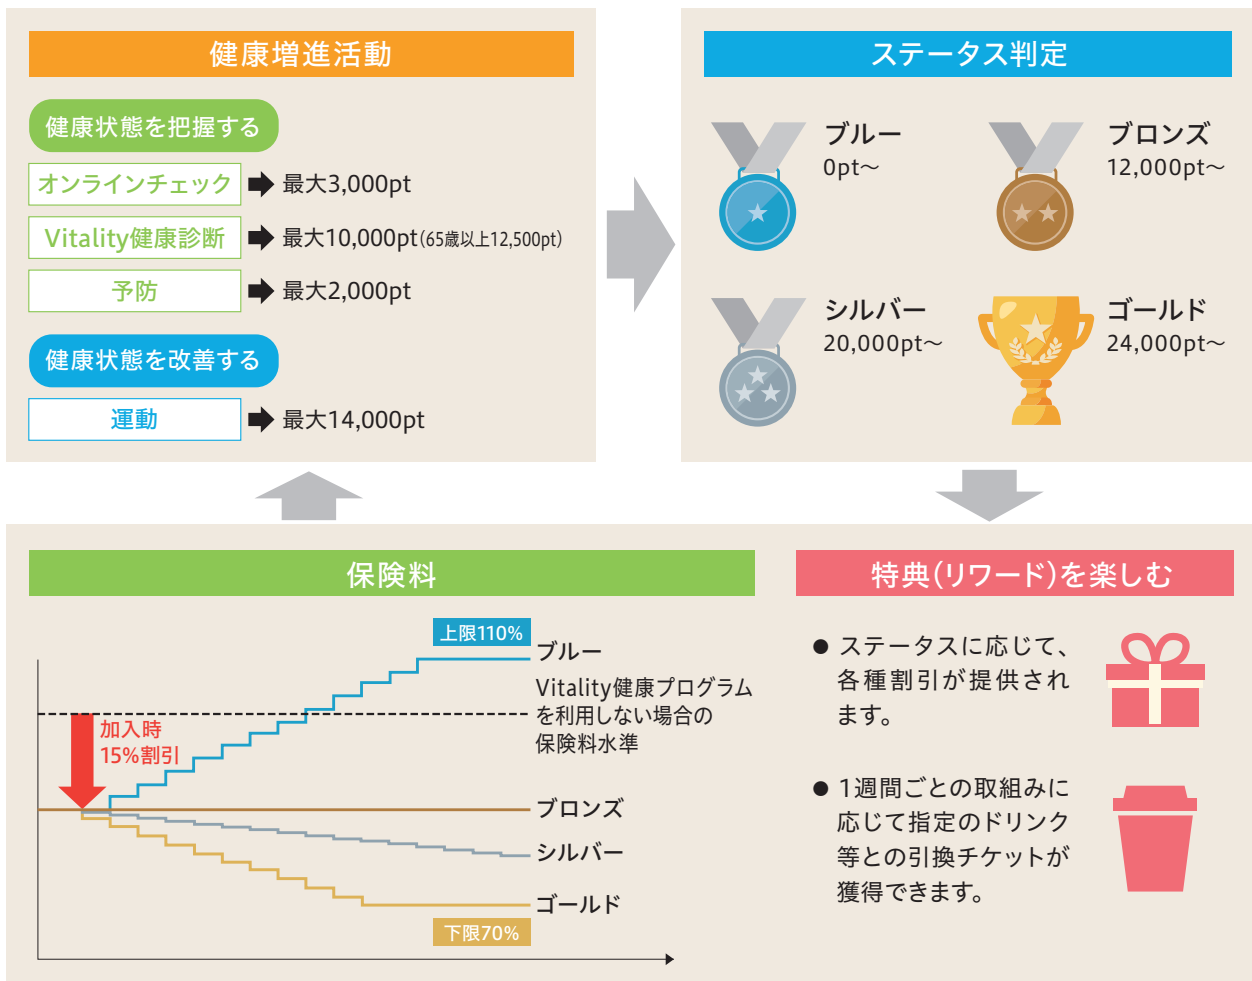 健康増進活動
健康状態を把握する
オンラインチェック 最大3,000pt
Vitality健康診断 最大10,000pt(65歳以上12,500pt)
予防 最大2,000pt
健康状態を改善する
運動 最大14,000pt
ステータス判定
ブルー
0pt～
ブロンズ
12,000pt～
シルバー
20,000pt～
ゴールド
24,000pt～
保険料
上限110%
ブルー
Vitality健康プログラム
を利用しない場合の
保険料水準
加入時
15%割引
ブロンズ
シルバー
ゴールド
下限70%
特典(リワード)を楽しむ
● ステータスに応じて、
各種割引が提供され
ます。
● 1週間ごとの取組みに
応じて指定のドリンク
等との引換チケットが
獲得できます。